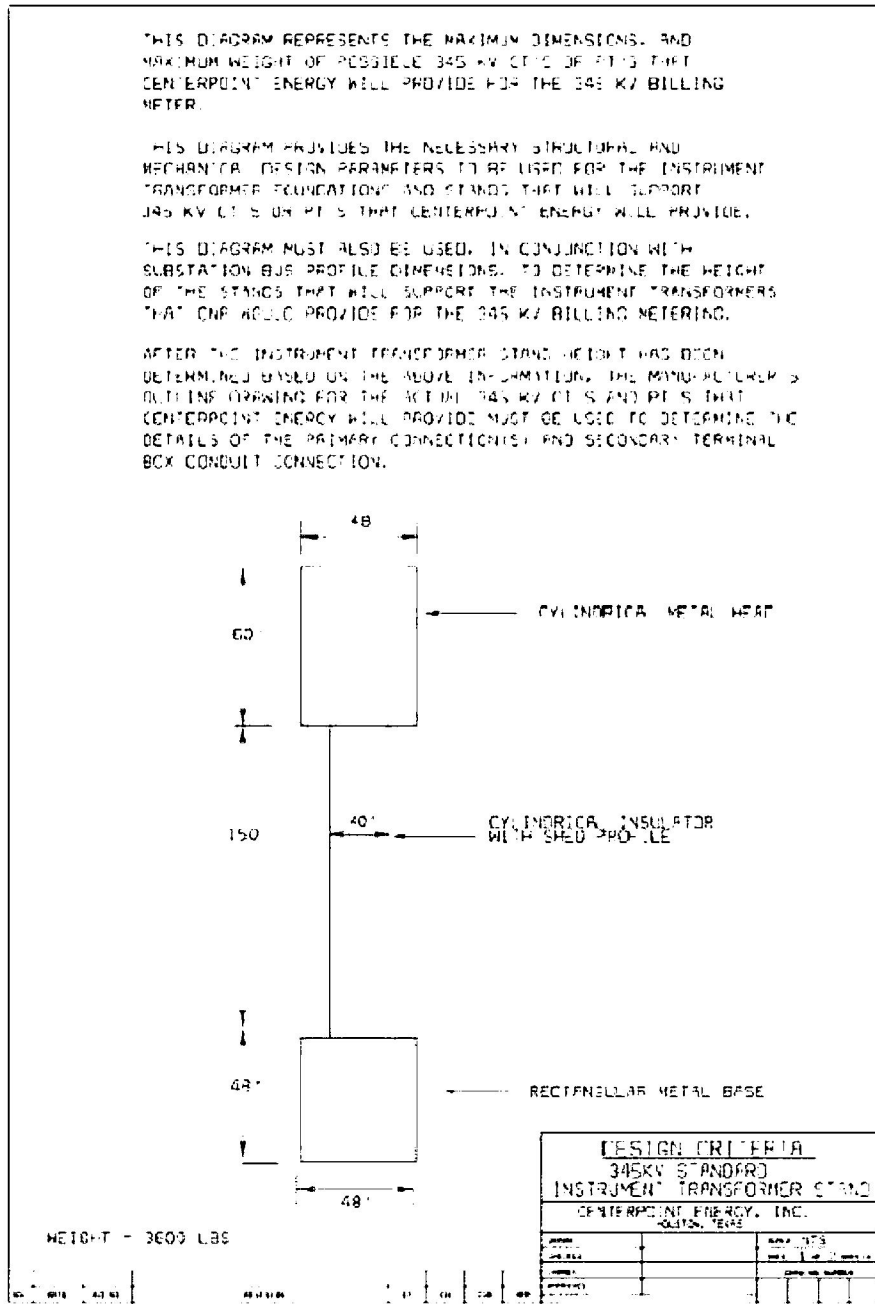 THIS DIAGRAM REPRESENTS THE MAXIMUM DIMENSIONS, AND
MAXIMUM WEIGHT OF POSSIBLE 345 KV CT'S OR PT'S THAT
CENTERPOINT ENERGY WILL PROVIDE FOR THE 345 KV BILLING
METER.
THIS DIAGRAM PROVIDES THE NECESSARY STRUCTURAL AND
MECHANICAL DESIGN PARAMETERS TO BE USED FOR THE INSTRUMENT
TRANSFORMER FOUNDATIONS AND STANDS THAT WILL SUPPORT
345 KV CT'S OR PT'S THAT CENTERPOINT ENERGY WILL PROVIDE.
THIS DIAGRAM MUST ALSO BE USED, IN CONJUNCTION WITH
SUBSTATION BUS PROFILE DIMENSIONS, TO DETERMINE THE HEIGHT
OF THE STANDS THAT WILL SUPPORT THE INSTRUMENT TRANSFORMERS
THAT CNP WOULD PROVIDE FOR THE 345 KV BILLING METERING.
AFTER THE INSTRUMENT TRANSFORMER STAND HEIGHT HAS BEEN
DETERMINED BASED ON THE ABOVE INFORMATION, THE MANUFACTURER'S
OUTLINE DRAWING FOR THE ACTUAL 345 KV CT'S AND PT'S THAT
CENTERPOINT ENERGY WILL PROVIDE MUST BE USED TO DETERMINE THE
DETAILS OF THE PRIMARY CONNECTION(S) AND SECONDARY TERMINAL
BOX CONDUIT CONNECTION.
48
60"
CYLINDRICAL METAL HEAD
150
40"
CYLINDRICAL INSULATOR
WITH SHED PROFILE
48"
RECTANGULAR METAL BASE
48"
WEIGHT - 3600 LBS
DESIGN CRITERIA
345KV STANDARD
INSTRUMENT TRANSFORMER STAND
CENTERPOINT ENERGY, INC.
HOUSTON, TEXAS
NTS